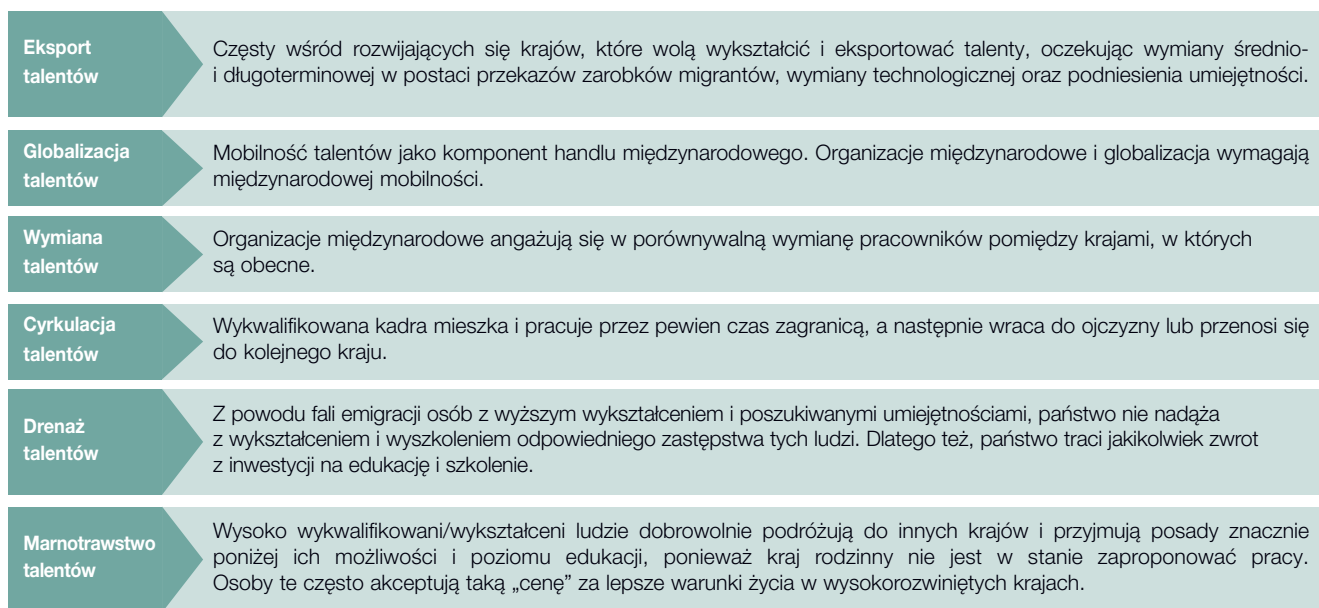 Eksport
talentów
Częsty wśród rozwijających się krajów, które wolą wykształcić i eksportować talenty, oczekując wymiany średnio-
i długoterminowej w postaci przekazów zarobków migrantów, wymiany technologicznej oraz podniesienia umiejętności.
Globalizacja
talentów
Mobilność talentów jako komponent handlu międzynarodowego. Organizacje międzynarodowe i globalizacja wymagają
międzynarodowej mobilności.
Wymiana
talentów
Organizacje międzynarodowe angażują się w porównywalną wymianę pracowników pomiędzy krajami, w których
są obecne.
Cyrkulacja
talentów
Wykwalifikowana kadra mieszka i pracuje przez pewien czas zagranicą, a następnie wraca do ojczyzny lub przenosi się
do kolejnego kraju.
Drenaż
talentów
Z powodu fali emigracji osób z wyższym wykształceniem i poszukiwanymi umiejętnościami, państwo nie nadąża
z wykształceniem i wyszkoleniem odpowiedniego zastępstwa tych ludzi. Dlatego też, państwo traci jakikolwiek zwrot
z inwestycji na edukację i szkolenie.
Marnotrawstwo
talentów
Wysoko wykwalifikowani/wykształceni ludzie dobrowolnie podróżują do innych krajów i przyjmują posady znacznie
poniżej ich możliwości i poziomu edukacji, ponieważ kraj rodzinny nie jest w stanie zaproponować pracy.
Osoby te często akceptują taką „cenę” za lepsze warunki życia w wysokorozwiniętych krajach.